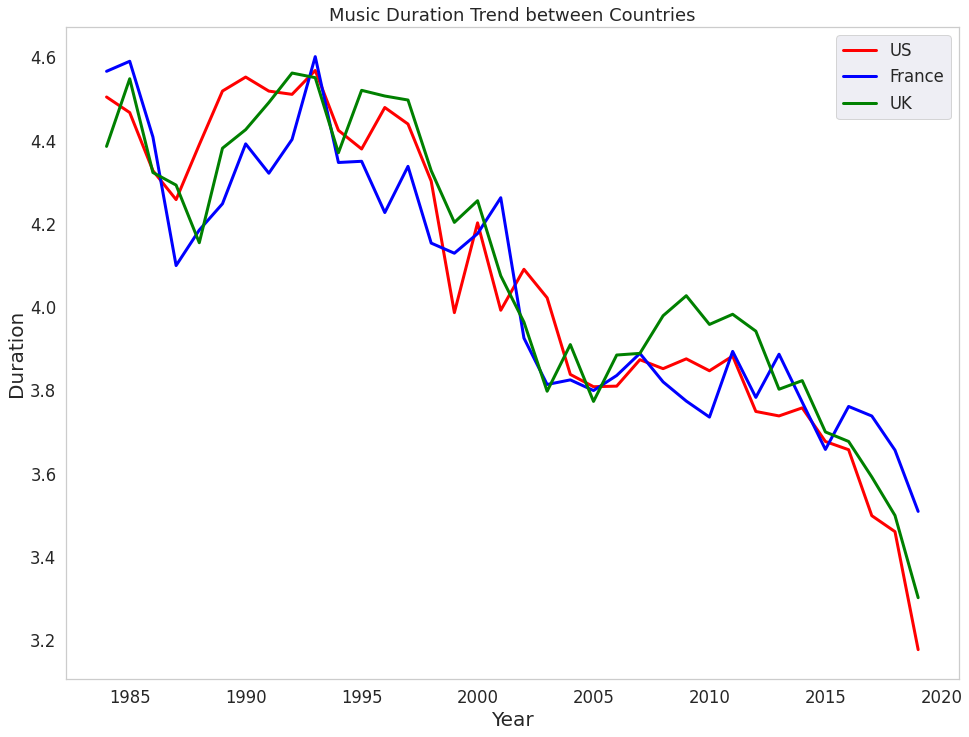 Music Duration Trend between Countries
US
France
UK
Duration
4.6
4.4
4.2
4.0
3.8
3.6
3.4
3.2
1985 1990 1995 2000 2005 2010 2015 2020
Year